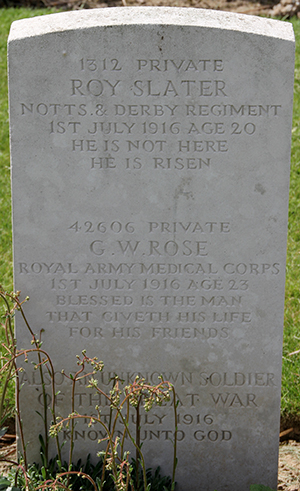 1312 PRIVATE
ROY SLATER
NOTTS. & DERBY REGIMENT
1ST JULY 1916 AGE 20
HE IS NOT HERE
HE IS RISEN
42606 PRIVATE
G. W. ROSE
ROYAL ARMY MEDICAL CORPS
1ST JULY 1916 AGE 23
BLESSED IS THE MAN
THAT GIVETH HIS LIFE
FOR HIS FRIENDS
ALSO UNKNOWN SOLDIER
OF THE GREAT WAR
1ST JULY 1916
KNOWN UNTO GOD